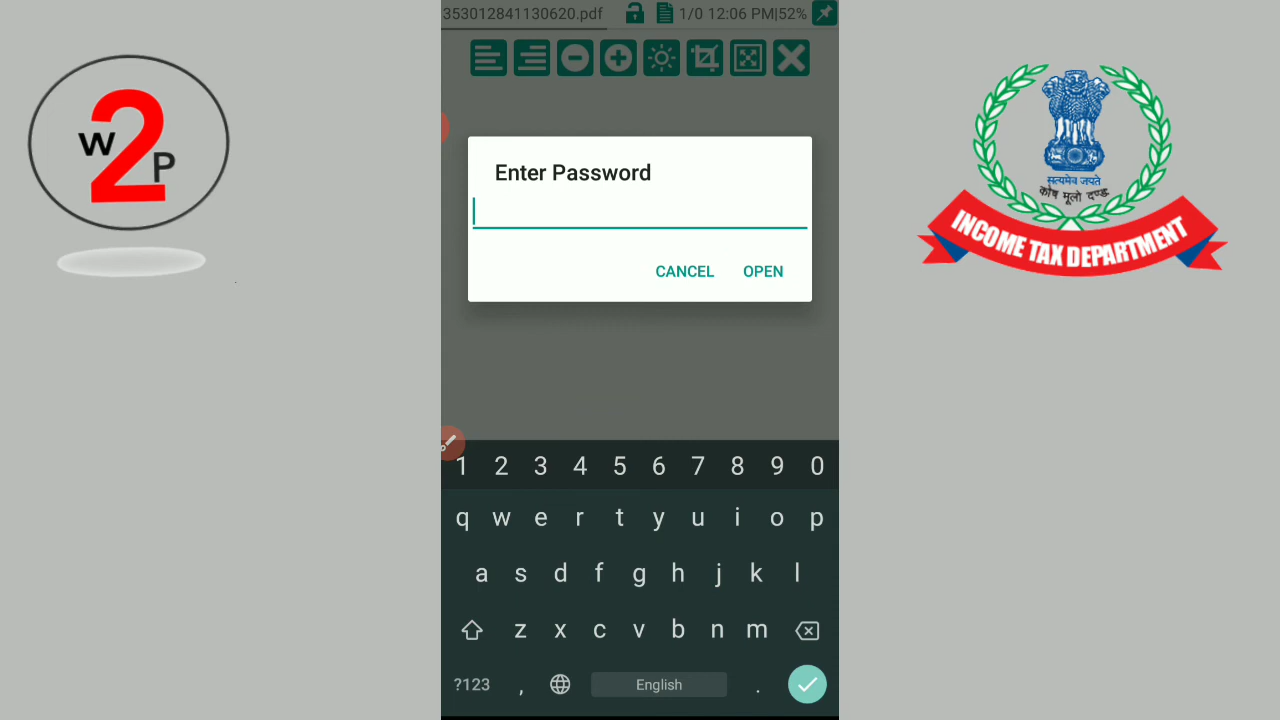 W2P
353012841130620.pdf
1/0 12:06 PM|52%
Enter Password
CANCEL OPEN
1 2 3 4 5 6 7 8 9 0
q w e r t y u i o p
a s d f g h j k l
z x c v b n m
?123 , English .
सत्यमेव जयते
कोष मूलो दण्डः
INCOME TAX DEPARTMENT